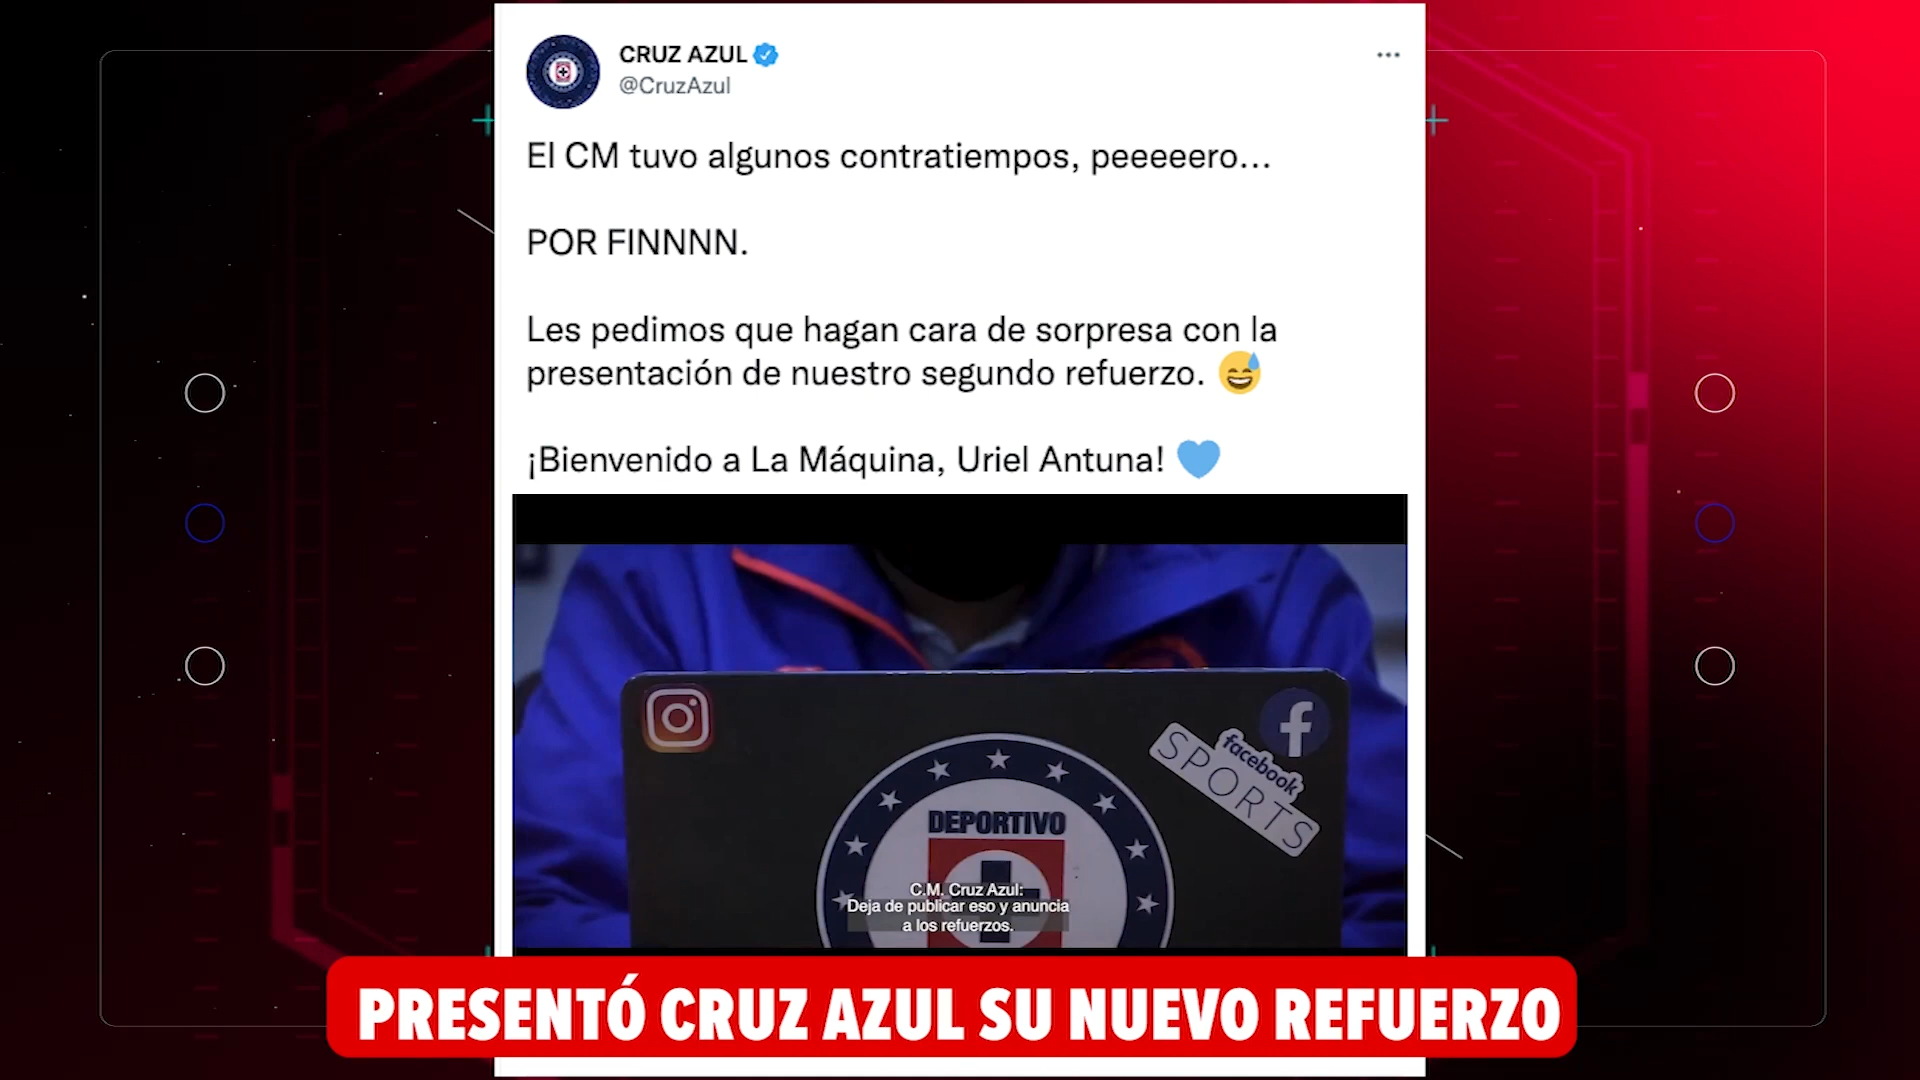 CRUZ AZUL
@CruzAzul
El CM tuvo algunos contratiempos, peeeeero...
POR FINNNN.
Les pedimos que hagan cara de sorpresa con la
presentación de nuestro segundo refuerzo. 😅
¡Bienvenido a La Máquina, Uriel Antuna! 💙
facebook
SPORTS
DEPORTIVO
C.M. Cruz Azul:
Deja de publicar eso y anuncia
a los refuerzos.
PRESENTÓ CRUZ AZUL SU NUEVO REFUERZO